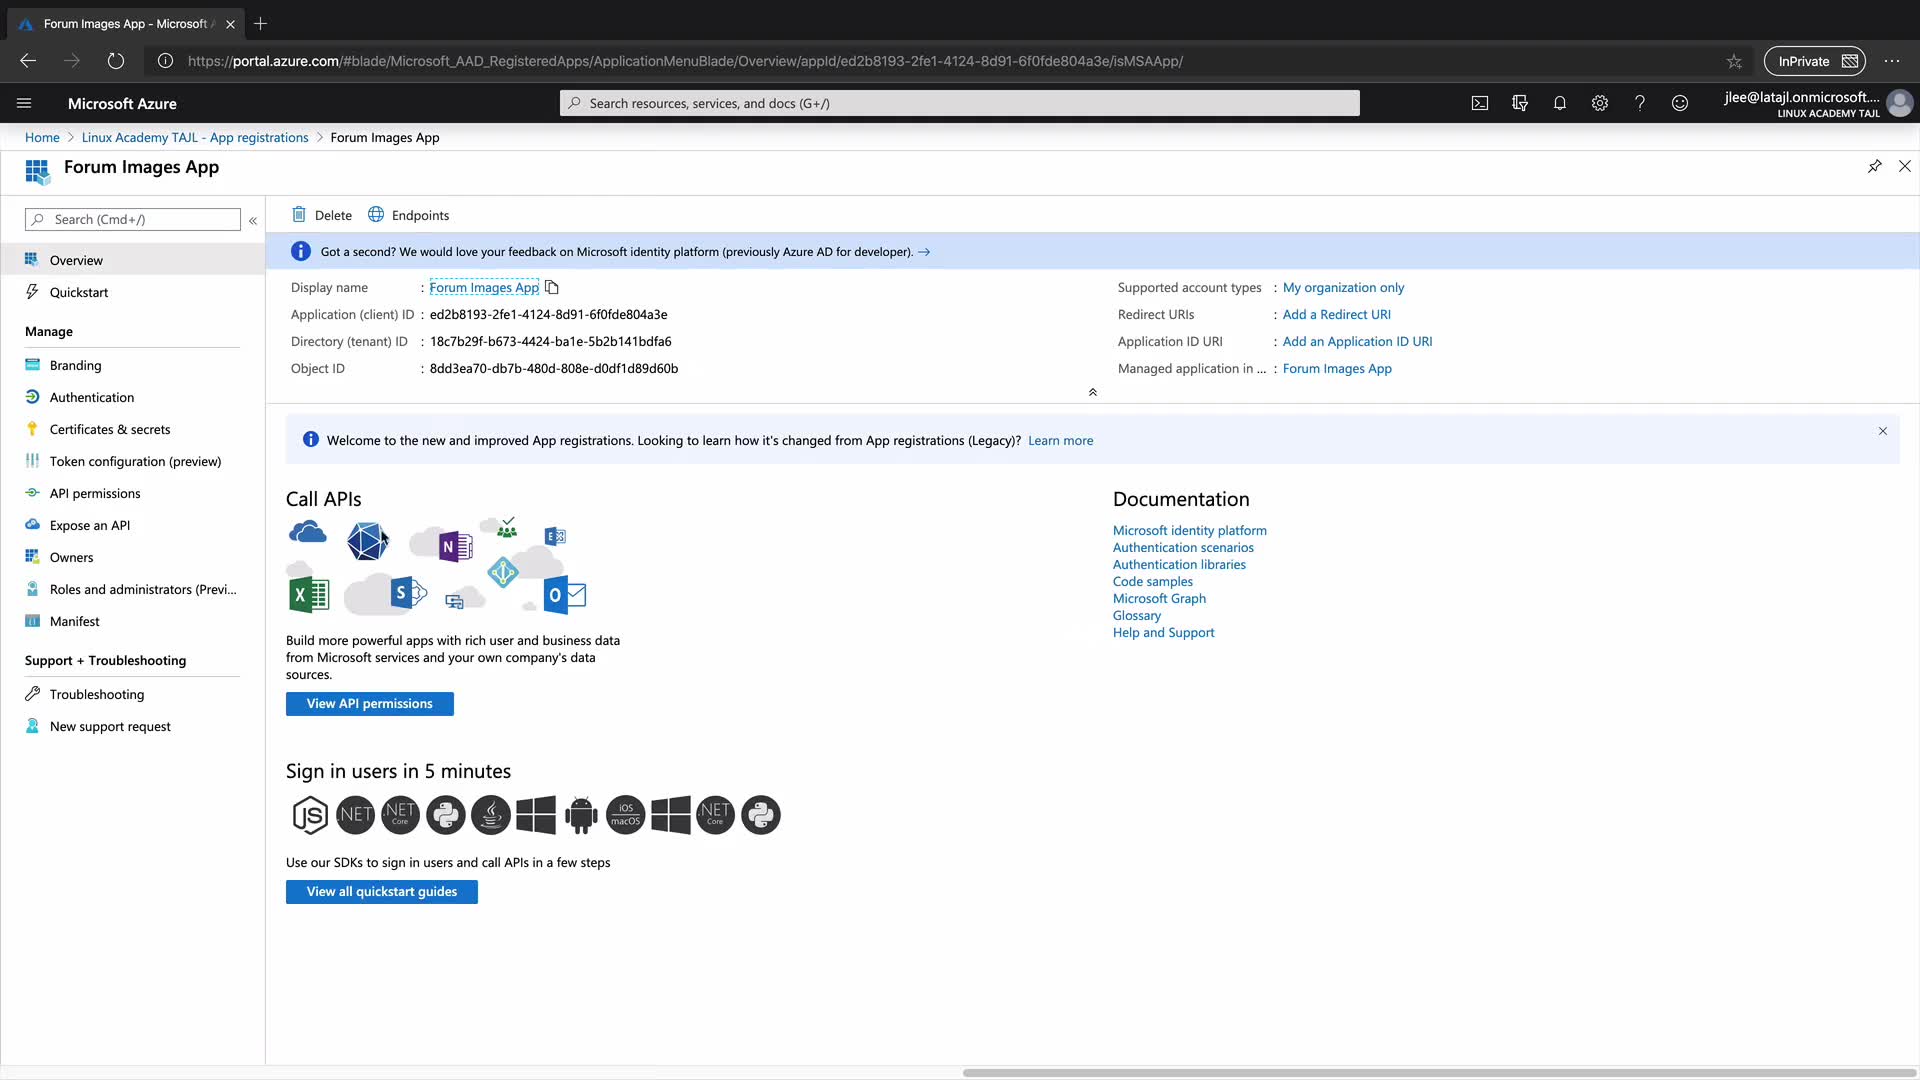 Forum Images App - Microsoft A
https://portal.azure.com/#blade/Microsoft_AAD_RegisteredApps/ApplicationMenuBlade/Overview/appId/ed2b8193-2fe1-4124-8d91-6f0fde804a3e/isMSAApp/
InPrivate
Microsoft Azure
Search resources, services, and docs (G+/)
jlee@latajl.onmicrosoft....
LINUX ACADEMY TAJL
Home > Linux Academy TAJL - App registrations > Forum Images App
Forum Images App
Search (Cmd+/)
Overview
Quickstart
Manage
Branding
Authentication
Certificates & secrets
Token configuration (preview)
API permissions
Expose an API
Owners
Roles and administrators (Previ...
Manifest
Support + Troubleshooting
Troubleshooting
New support request
Delete
Endpoints
Got a second? We would love your feedback on Microsoft identity platform (previously Azure AD for developer). →
Display name : Forum Images App
Application (client) ID : ed2b8193-2fe1-4124-8d91-6f0fde804a3e
Directory (tenant) ID : 18c7b29f-b673-4424-ba1e-5b2b141bdfa6
Object ID : 8dd3ea70-db7b-480d-808e-d0df1d89d60b
Supported account types : My organization only
Redirect URIs : Add a Redirect URI
Application ID URI : Add an Application ID URI
Managed application in ... : Forum Images App
Welcome to the new and improved App registrations. Looking to learn how it's changed from App registrations (Legacy)? Learn more
Call APIs
N
E
X
S
O
Build more powerful apps with rich user and business data
from Microsoft services and your own company's data
sources.
View API permissions
Sign in users in 5 minutes
JS
.NET
.NET
Core
iOS
macOS
.NET
Core
Use our SDKs to sign in users and call APIs in a few steps
View all quickstart guides
Documentation
Microsoft identity platform
Authentication scenarios
Authentication libraries
Code samples
Microsoft Graph
Glossary
Help and Support